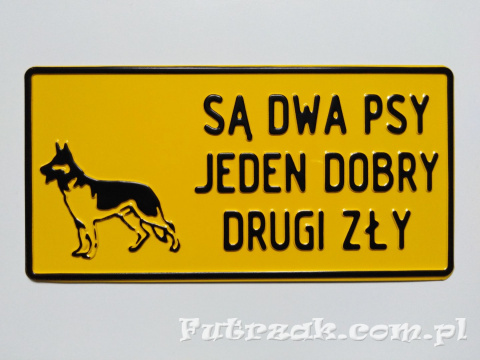 SĄ DWA PSY
JEDEN DOBRY
DRUGI ZŁY
Futrzak.com.pl